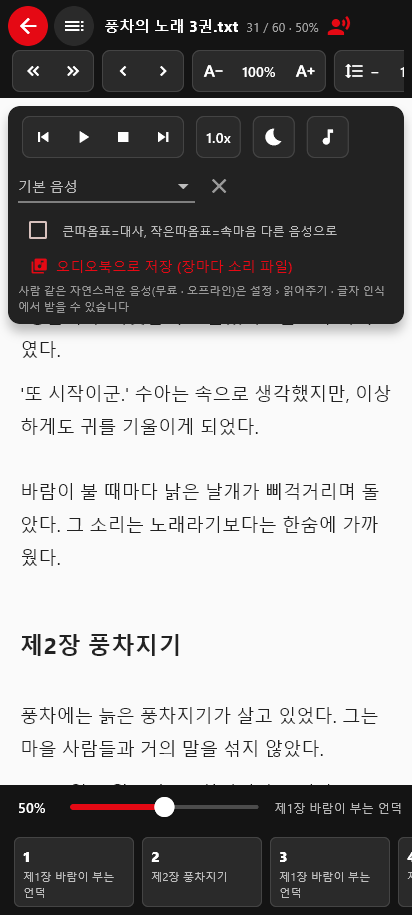 풍차의 노래 3권.txt 31 / 60 · 50%
A− 100% A+ −
1.0x
기본 음성
큰따옴표=대사, 작은따옴표=속마음 다른 음성으로
오디오북으로 저장 (장마다 소리 파일)
사람 같은 자연스러운 음성(무료 · 오프라인)은 설정 › 읽어주기 · 글자 인식
에서 받을 수 있습니다
였다.
'또 시작이군.' 수아는 속으로 생각했지만, 이상
하게도 귀를 기울이게 되었다.
바람이 불 때마다 낡은 날개가 삐걱거리며 돌
았다. 그 소리는 노래라기보다는 한숨에 가까
웠다.
제2장 풍차지기
풍차에는 늙은 풍차지기가 살고 있었다. 그는
마을 사람들과 거의 말을 섞지 않았다.
50% 제1장 바람이 부는 언덕
1
제1장 바람이 부는
언덕
2
제2장 풍차지기
3
제1장 바람이 부는
언덕